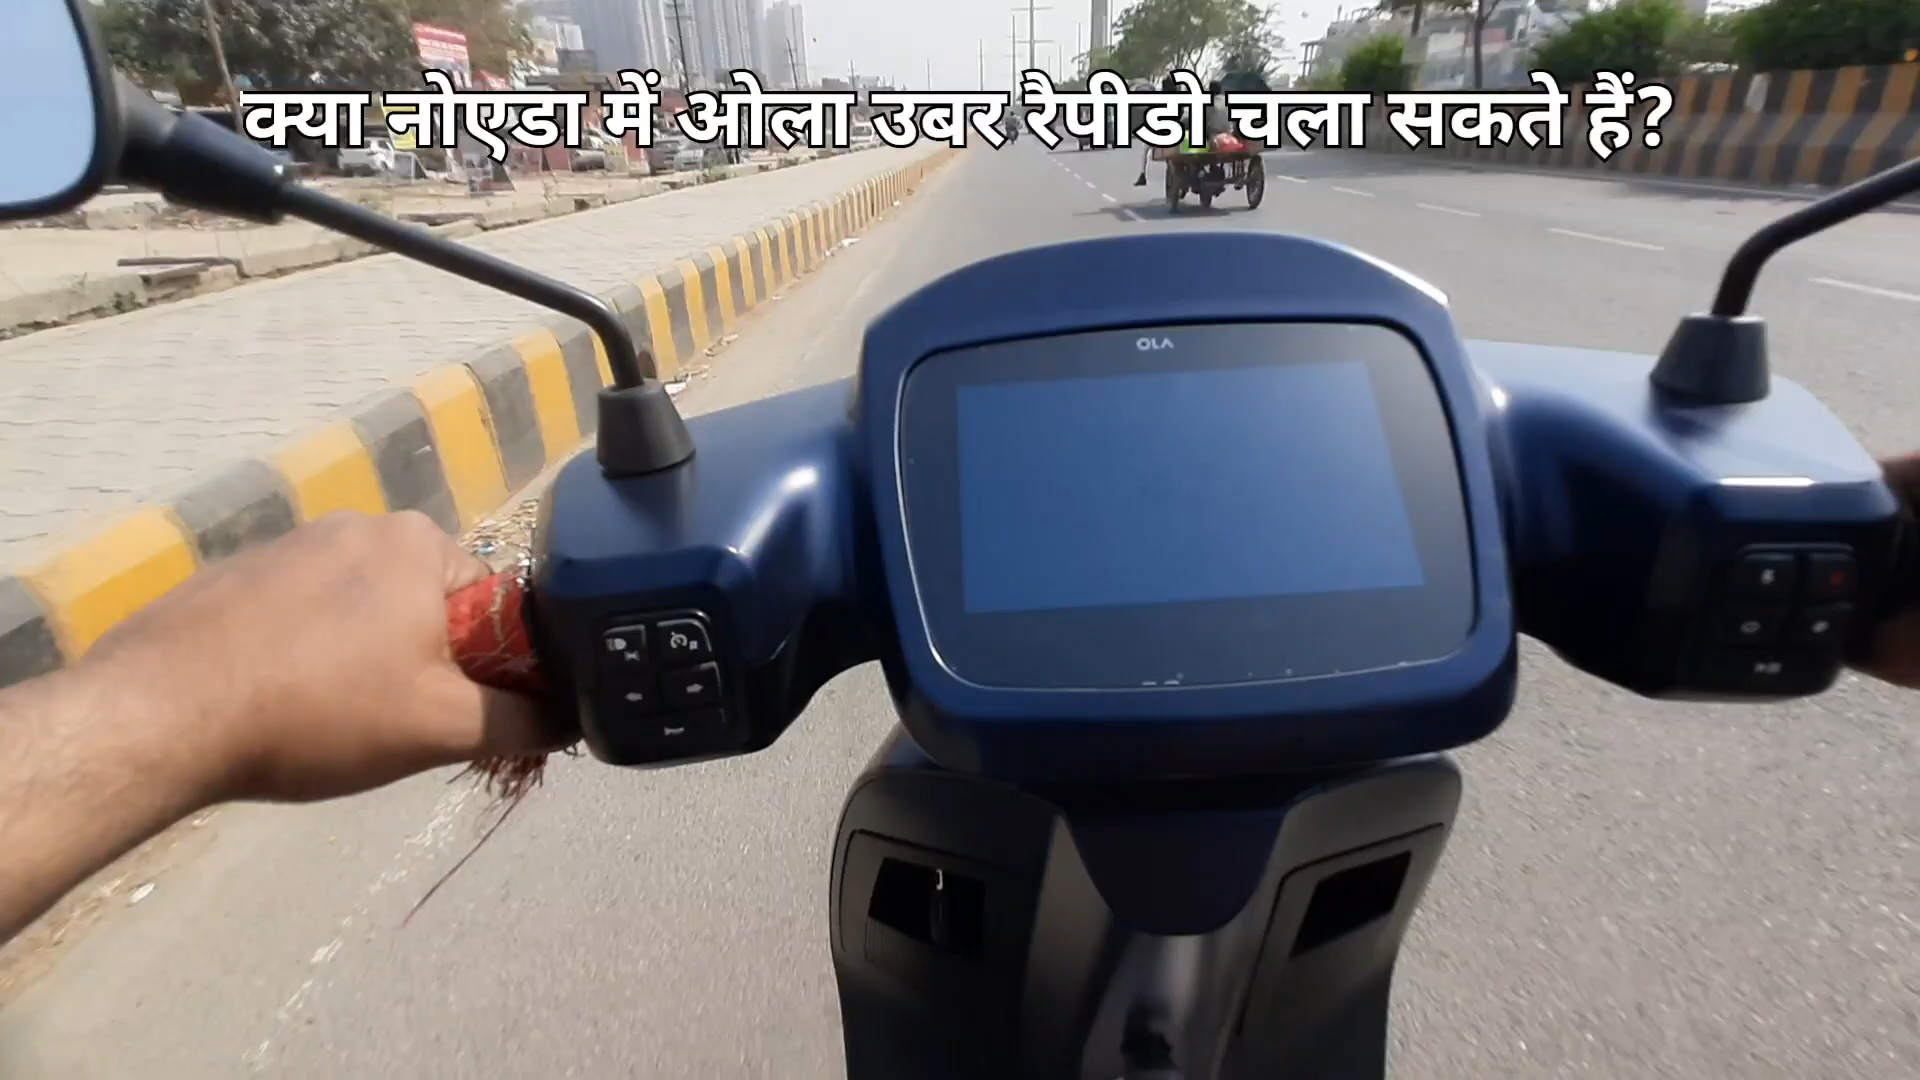 क्या नोएडा में ओला उबर रैपीडो चला सकते हैं?
OLA